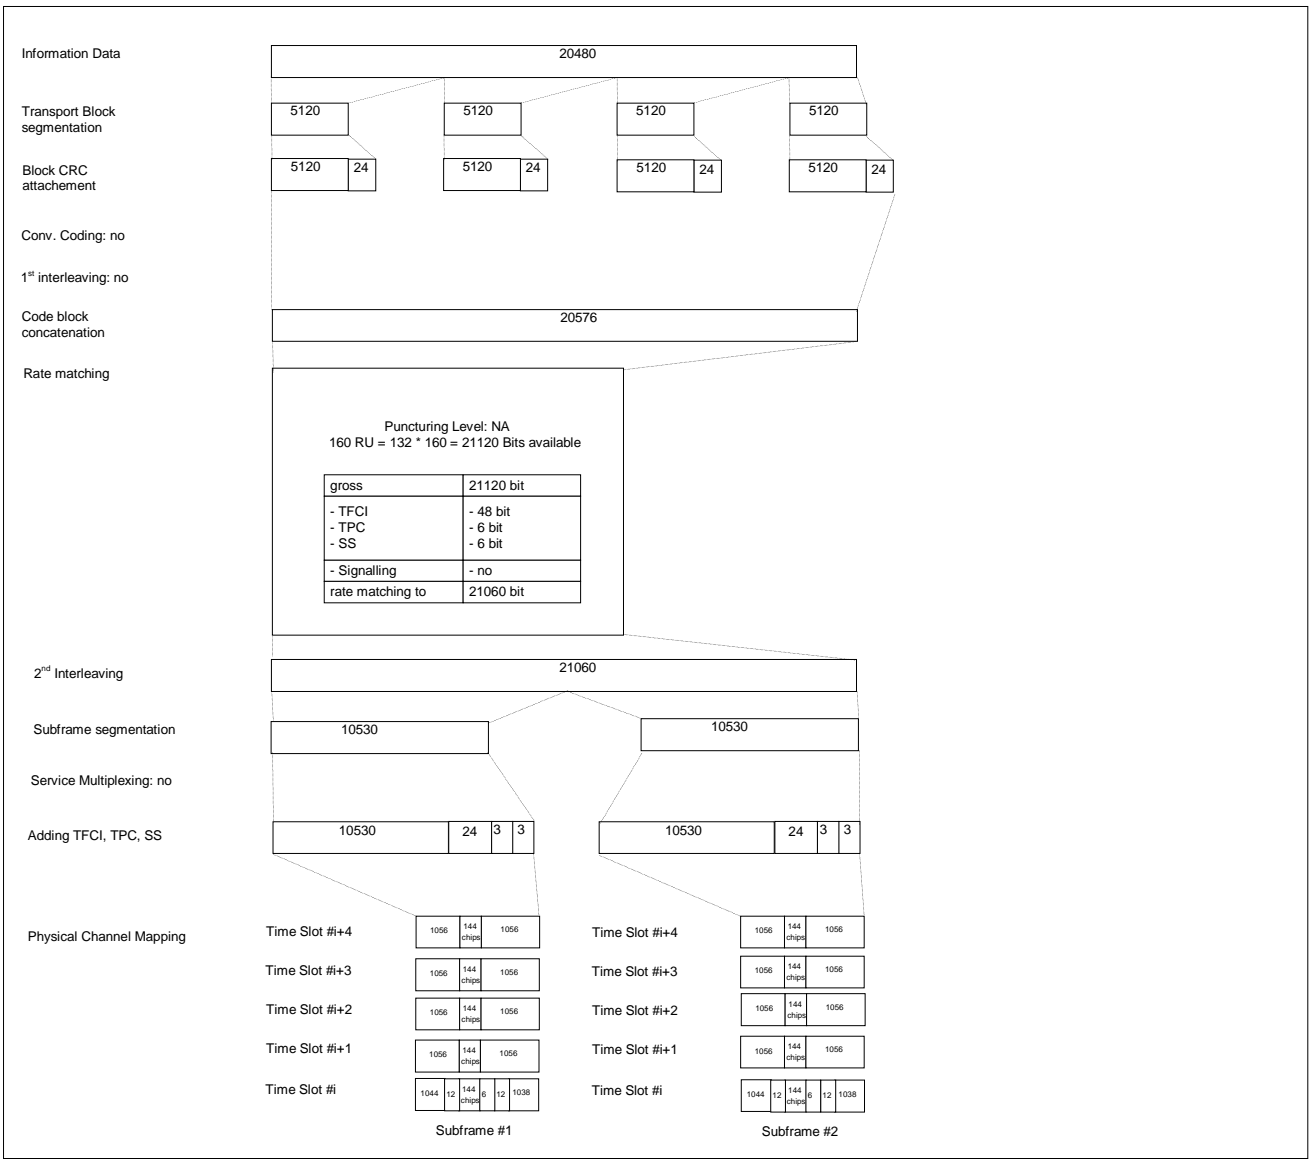 Information Data
20480
Transport Block
segmentation
5120 5120 5120 5120
Block CRC
attachement
5120 24 5120 24 5120 24 5120 24
Conv. Coding: no
1st interleaving: no
Code block
concatenation
20576
Rate matching
Puncturing Level: NA
160 RU = 132 * 160 = 21120 Bits available
gross 21120 bit
- TFCI - 48 bit
- TPC - 6 bit
- SS - 6 bit
- Signalling - no
rate matching to 21060 bit
2nd Interleaving
21060
Subframe segmentation
10530 10530
Service Multiplexing: no
Adding TFCI, TPC, SS
10530 24 3 3 10530 24 3 3
Physical Channel Mapping
Time Slot #i+4 1056 144 chips 1056 Time Slot #i+4 1056 144 chips 1056
Time Slot #i+3 1056 144 chips 1056 Time Slot #i+3 1056 144 chips 1056
Time Slot #i+2 1056 144 chips 1056 Time Slot #i+2 1056 144 chips 1056
Time Slot #i+1 1056 144 chips 1056 Time Slot #i+1 1056 144 chips 1056
Time Slot #i 1044 12 144 chips 6 12 1038 Time Slot #i 1044 12 144 chips 6 12 1038
Subframe #1 Subframe #2